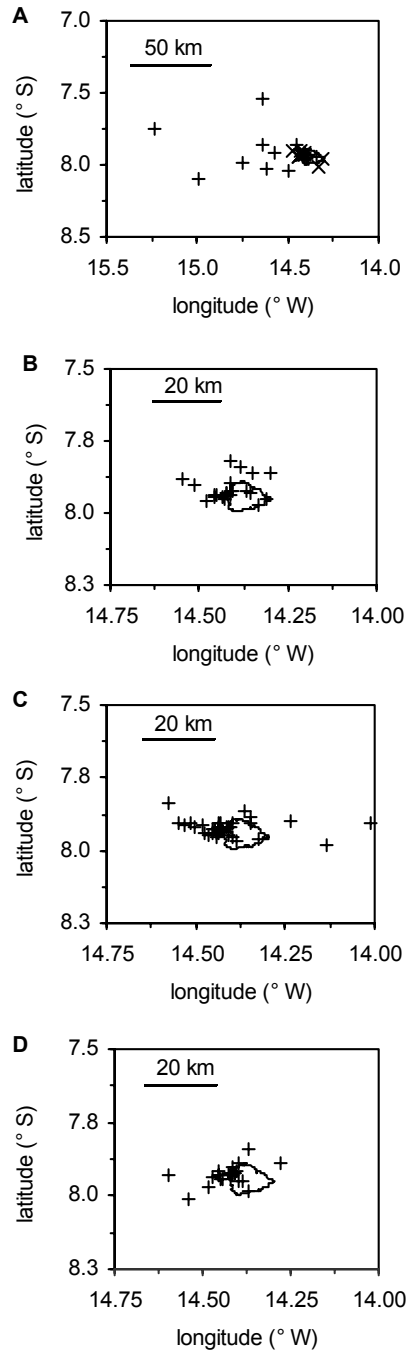 A
7.0
50 km
7.5
latitude (° S)
8.0
8.5
15.5 15.0 14.5 14.0
longitude (° W)
B
7.5
20 km
7.8
latitude (° S)
8.0
8.3
14.75 14.50 14.25 14.00
longitude (° W)
C
7.5
20 km
7.8
latitude (° S)
8.0
8.3
14.75 14.50 14.25 14.00
longitude (° W)
D
7.5
20 km
7.8
latitude (° S)
8.0
8.3
14.75 14.50 14.25 14.00
longitude (° W)